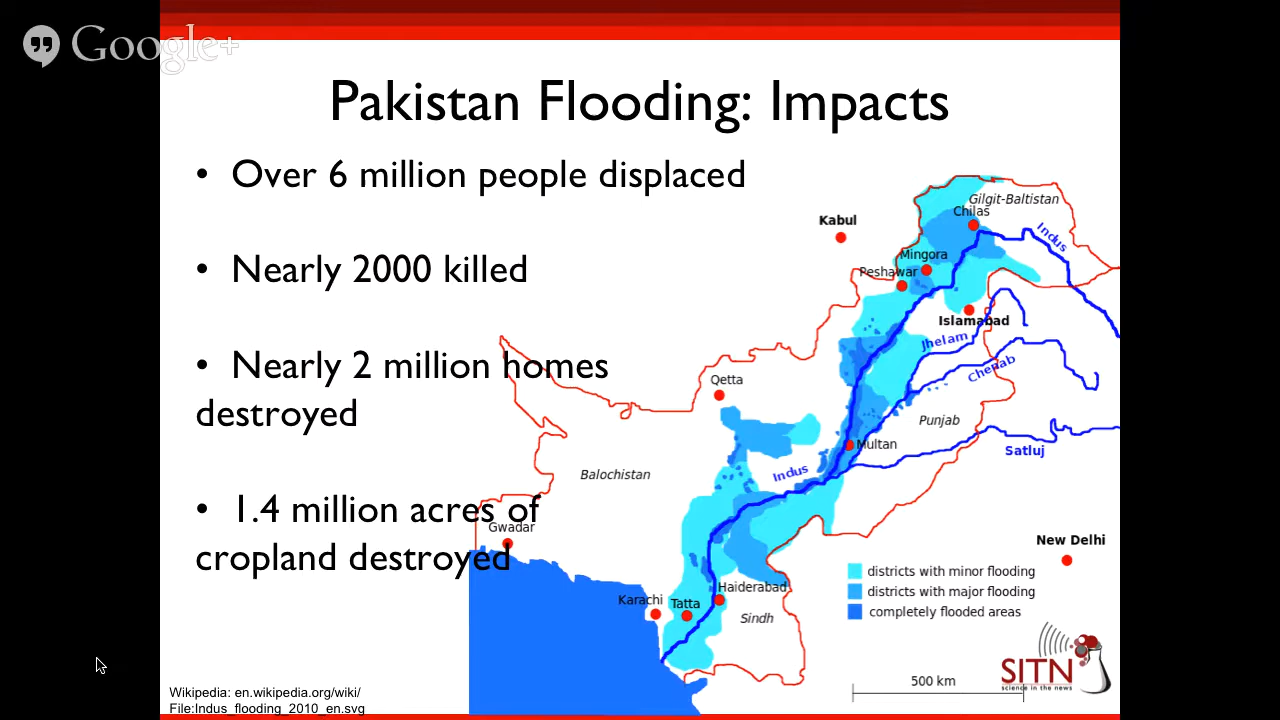 Google+
Pakistan Flooding: Impacts
• Over 6 million people displaced
• Nearly 2000 killed
• Nearly 2 million homes
destroyed
• 1.4 million acres of
cropland destroyed
Gilgit-Baltistan
Chilas
Kabul
Indus
Mingora
Peshawar
Islamabad
Jhelam
Chenab
Qetta
Punjab
Multan
Satluj
Balochistan
Indus
Gwadar
New Delhi
districts with minor flooding
districts with major flooding
completely flooded areas
Haiderabad
Karachi
Tatta
Sindh
SITN
science in the news
500 km
Wikipedia: en.wikipedia.org/wiki/
File:Indus_flooding_2010_en.svg